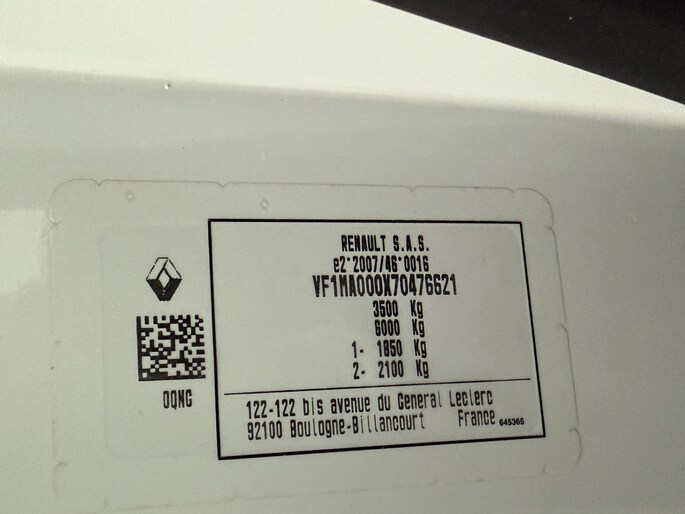 RENAULT S.A.S.
e2*2007/46*0016
VF1MA000X70476621
3500 Kg
6000 Kg
1- 1850 Kg
2- 2100 Kg
OQNG
122-122 bis avenue du General Leclerc
92100 Boulogne-Billancourt France 645365